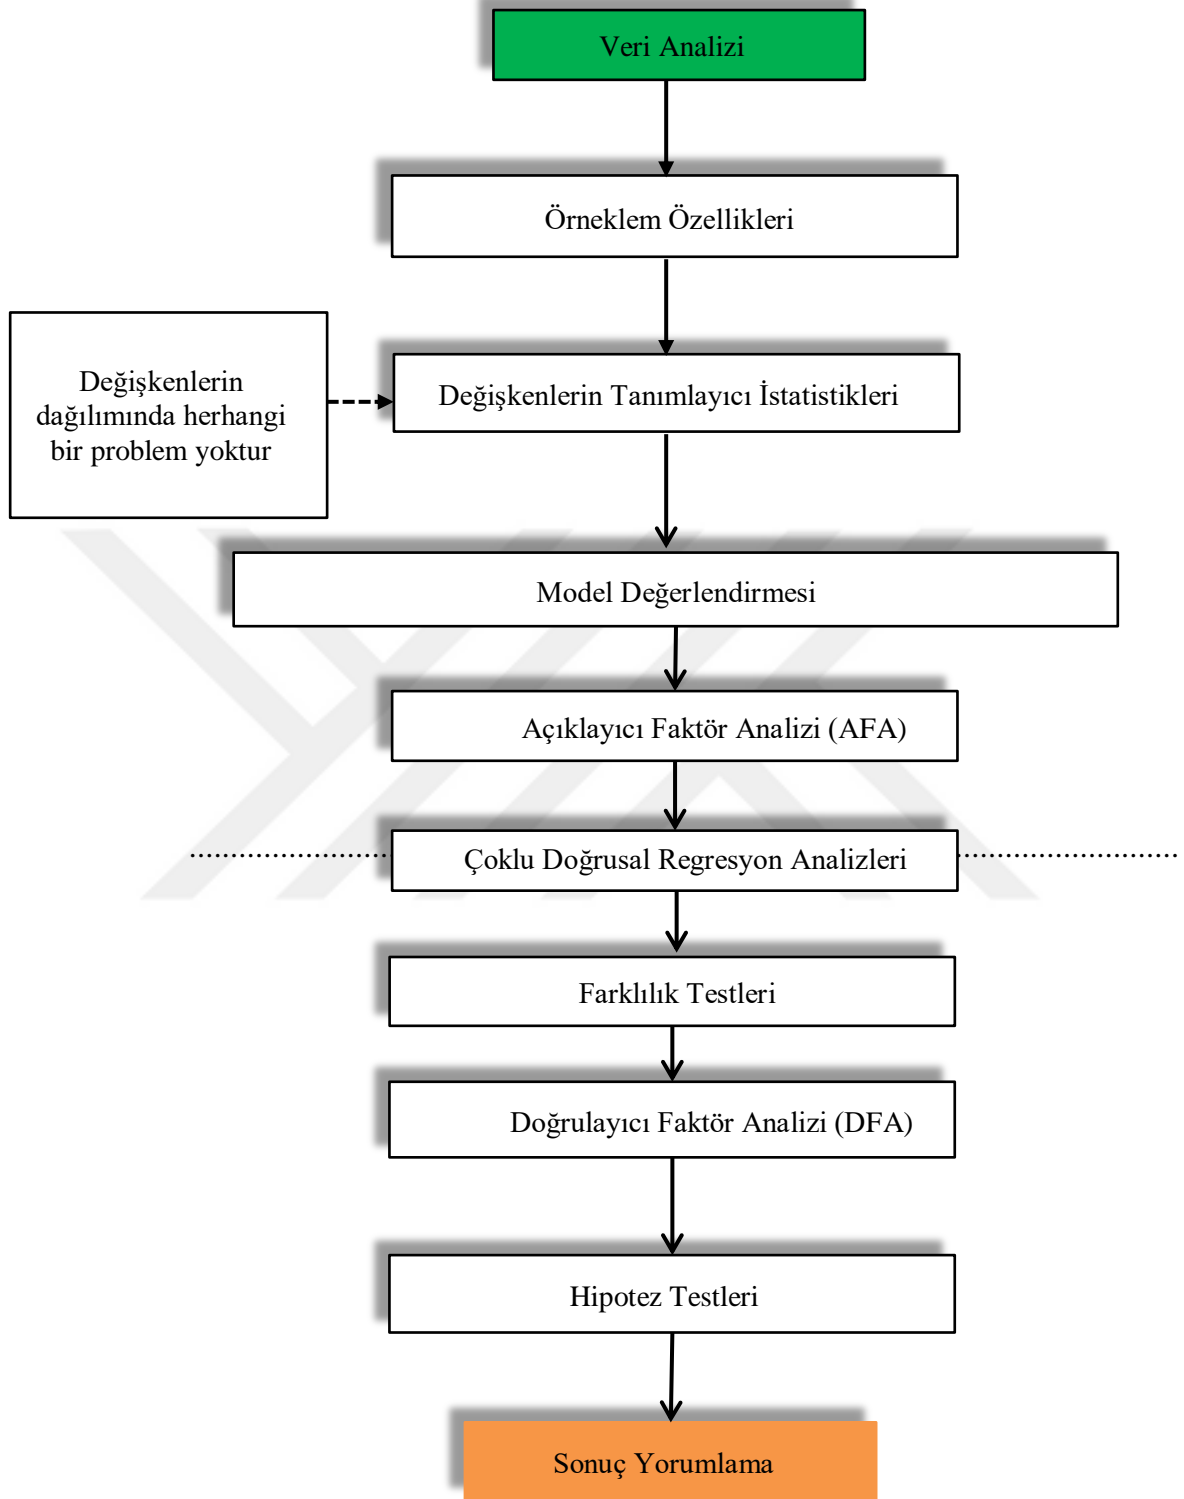 Veri Analizi
Örneklem Özellikleri
Değişkenlerin
dağılımında herhangi
bir problem yoktur
Değişkenlerin Tanımlayıcı İstatistikleri
Model Değerlendirmesi
Açıklayıcı Faktör Analizi (AFA)
Çoklu Doğrusal Regresyon Analizleri
Farklılık Testleri
Doğrulayıcı Faktör Analizi (DFA)
Hipotez Testleri
Sonuç Yorumlama